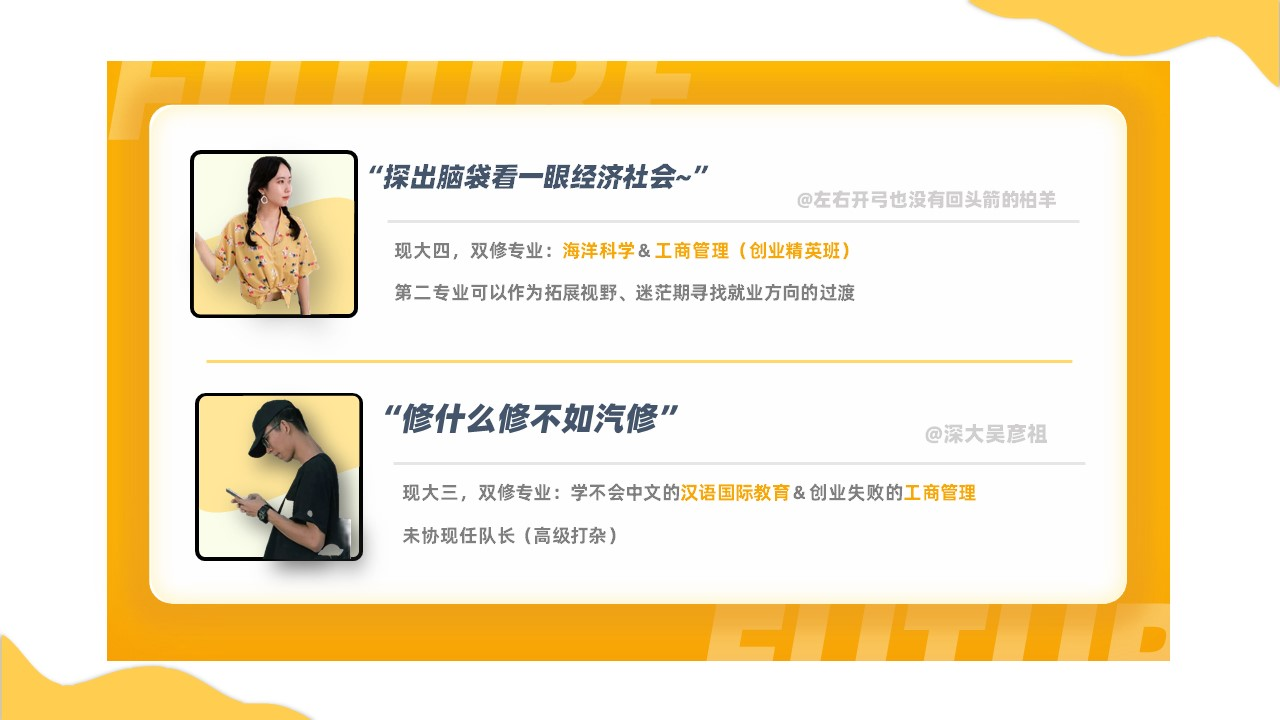 FUTURE
“探出脑袋看一眼经济社会~”
@左右开弓也没有回头箭的柏羊
现大四，双修专业：海洋科学＆工商管理（创业精英班）
第二专业可以作为拓展视野、迷茫期寻找就业方向的过渡
“修什么修不如汽修”
@深大吴彦祖
现大三，双修专业：学不会中文的汉语国际教育＆创业失败的工商管理
未协现任队长（高级打杂）
FUTUR